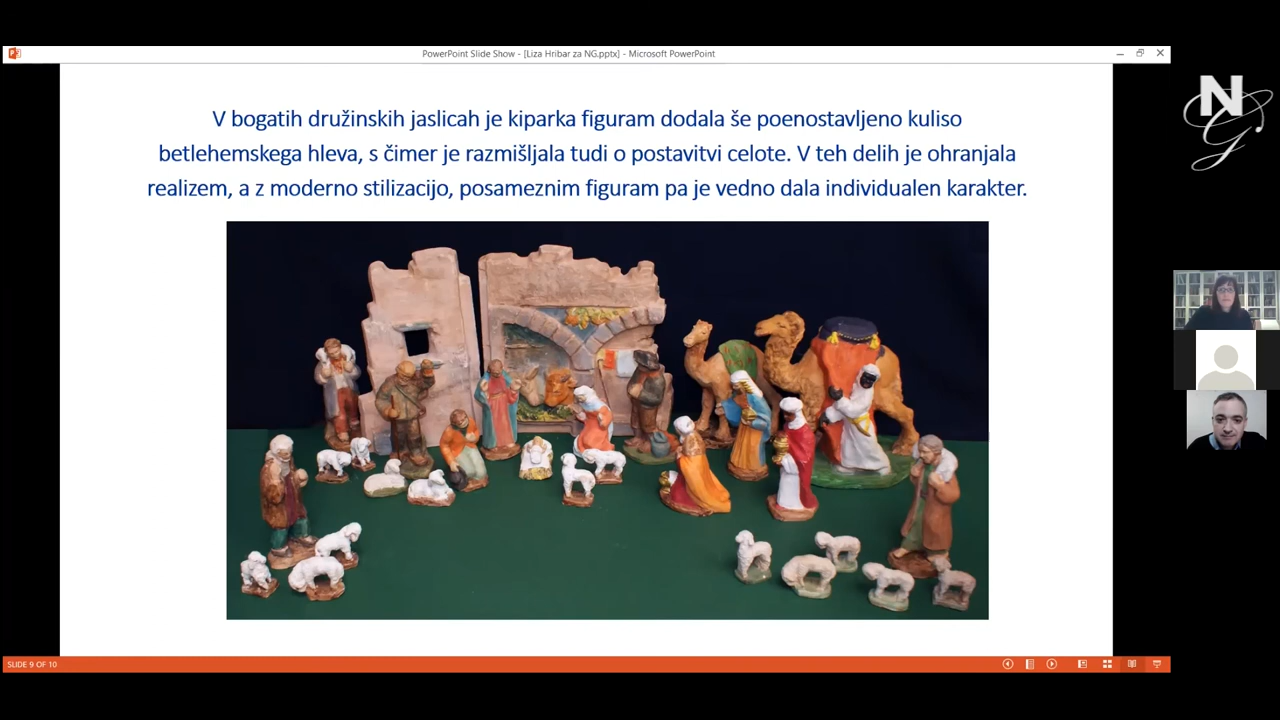 PowerPoint Slide Show - [Liza Hribar za NG.pptx] - Microsoft PowerPoint
V bogatih družinskih jaslicah je kiparka figuram dodala še poenostavljeno kuliso
betlehemskega hleva, s čimer je razmišljala tudi o postavitvi celote. V teh delih je ohranjala
realizem, a z moderno stilizacijo, posameznim figuram pa je vedno dala individualen karakter.
NG
SLIDE 9 OF 10